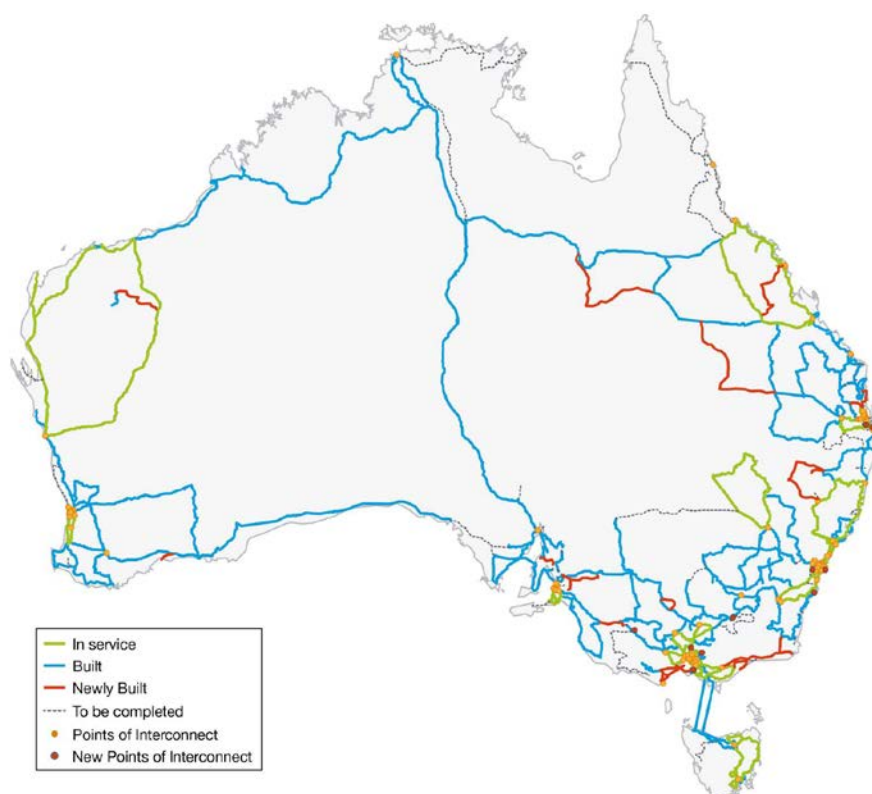 In service
Built
Newly Built
To be completed
Points of Interconnect
New Points of Interconnect